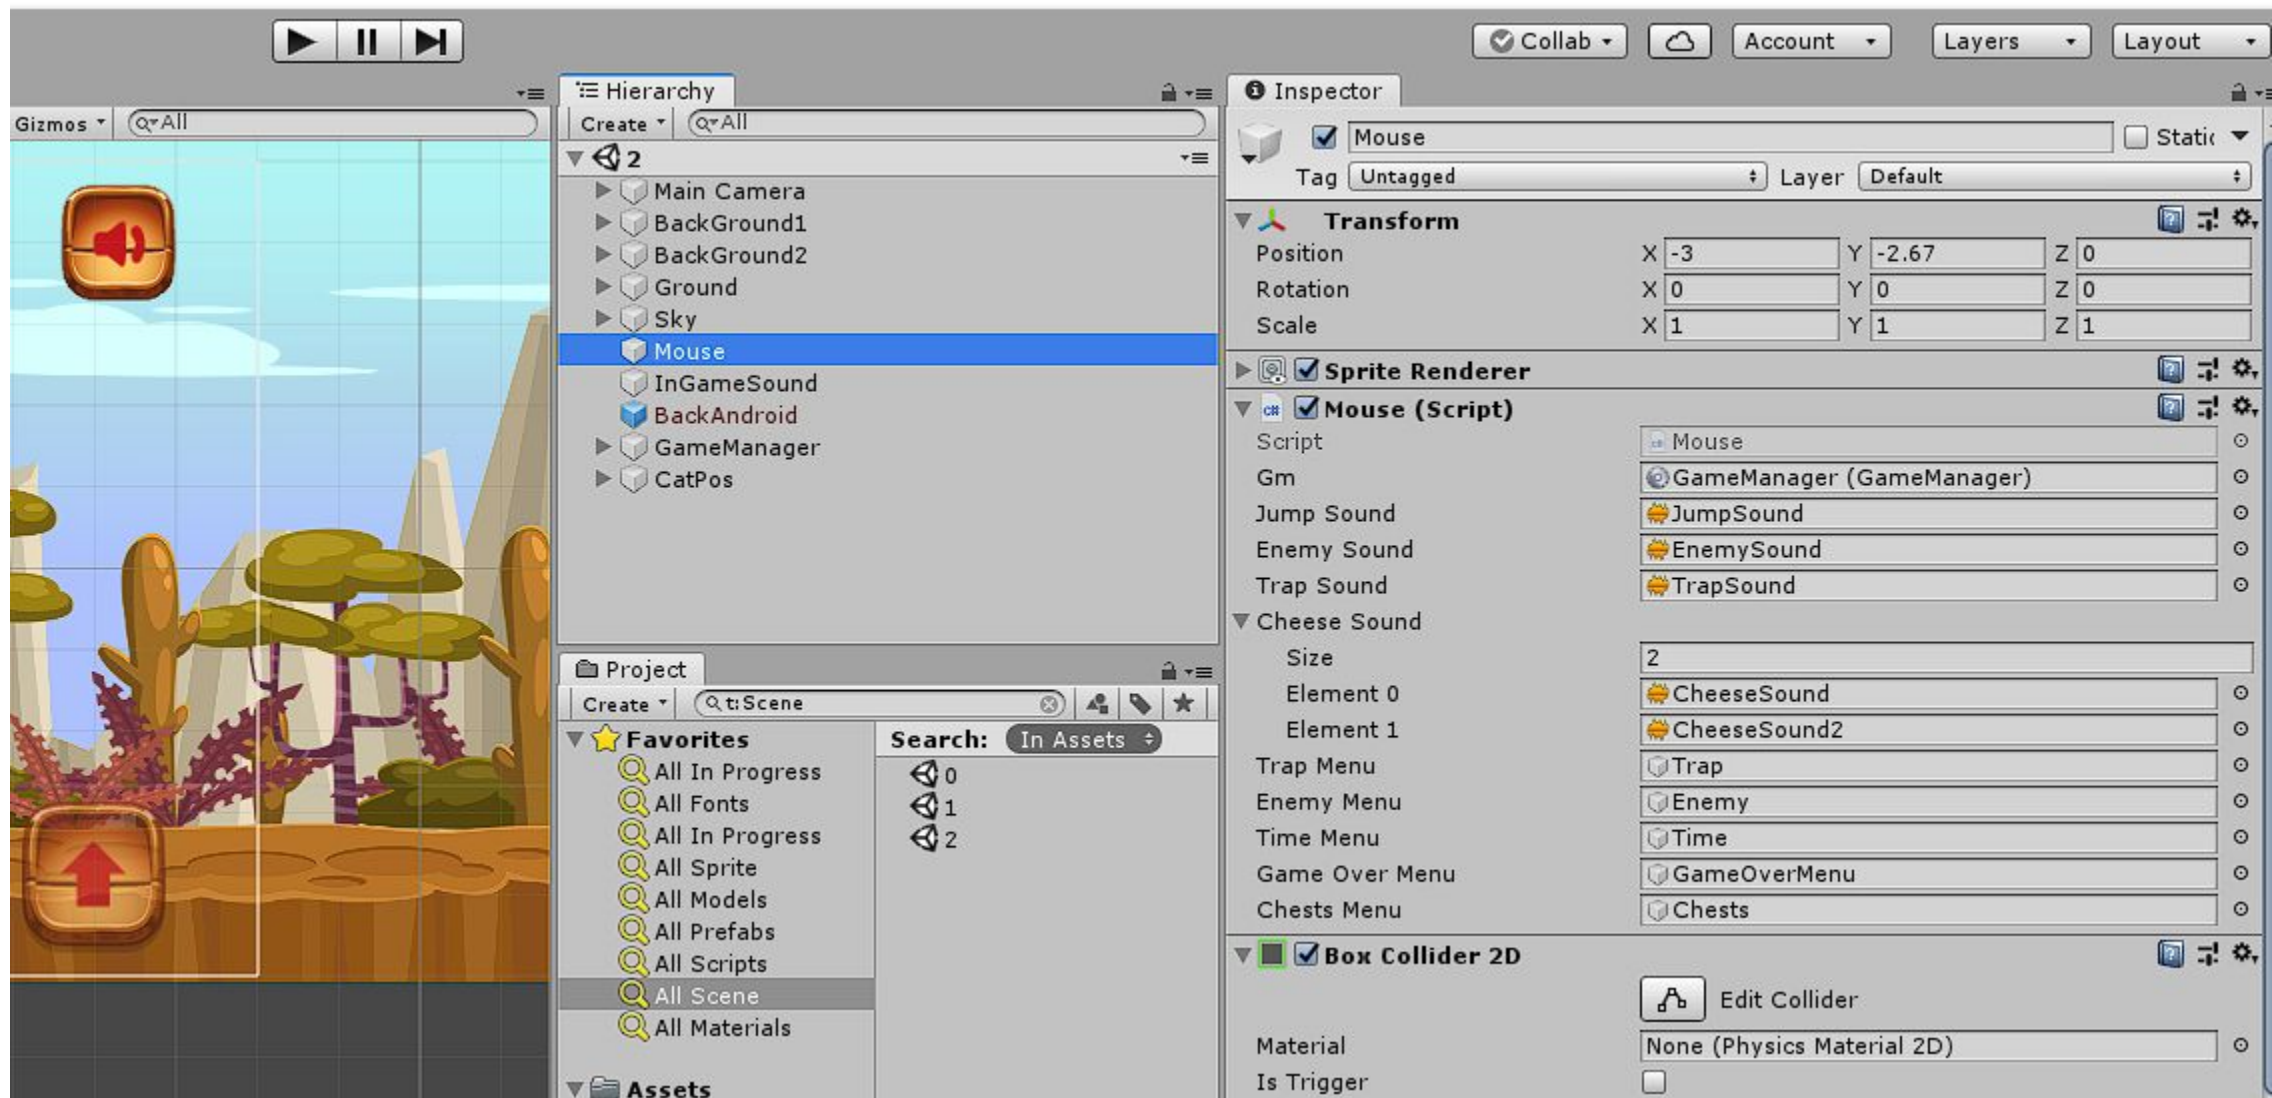 Collab
Account
Layers
Layout
Hierarchy
Inspector
Gizmos
All
Create
All
2
Main Camera
BackGround1
BackGround2
Ground
Sky
Mouse
InGameSound
BackAndroid
GameManager
CatPos
Project
Create
t:Scene
Favorites
All In Progress
All Fonts
All In Progress
All Sprite
All Models
All Prefabs
All Scripts
All Scene
All Materials
Assets
Search: In Assets
0
1
2
Mouse
Static
Tag Untagged Layer Default
Transform
Position X -3 Y -2.67 Z 0
Rotation X 0 Y 0 Z 0
Scale X 1 Y 1 Z 1
Sprite Renderer
c# Mouse (Script)
Script Mouse
Gm GameManager (GameManager)
Jump Sound JumpSound
Enemy Sound EnemySound
Trap Sound TrapSound
Cheese Sound
Size 2
Element 0 CheeseSound
Element 1 CheeseSound2
Trap Menu Trap
Enemy Menu Enemy
Time Menu Time
Game Over Menu GameOverMenu
Chests Menu Chests
Box Collider 2D
Edit Collider
Material None (Physics Material 2D)
Is Trigger